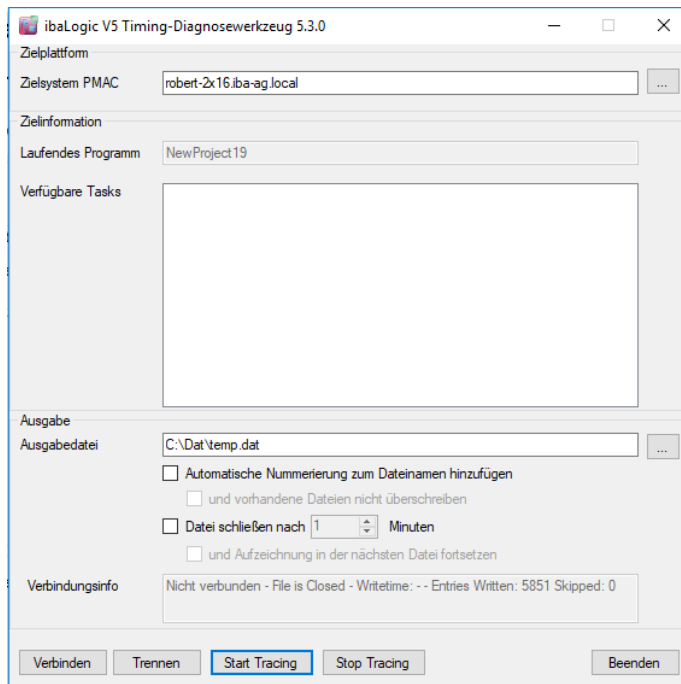 ibaLogic V5 Timing-Diagnosewerkzeug 5.3.0
Zielplattform
Zielsystem PMAC robert-2x16.iba-ag.local ...
Zielinformation
Laufendes Programm NewProject19
Verfügbare Tasks
Ausgabe
Ausgabedatei C:\Dat\temp.dat ...
Automatische Nummerierung zum Dateinamen hinzufügen
und vorhandene Dateien nicht überschreiben
Datei schließen nach 1 Minuten
und Aufzeichnung in der nächsten Datei fortsetzen
Verbindungsinfo Nicht verbunden - File is Closed - Writetime: - - Entries Written: 5851 Skipped: 0
Verbinden Trennen Start Tracing Stop Tracing Beenden